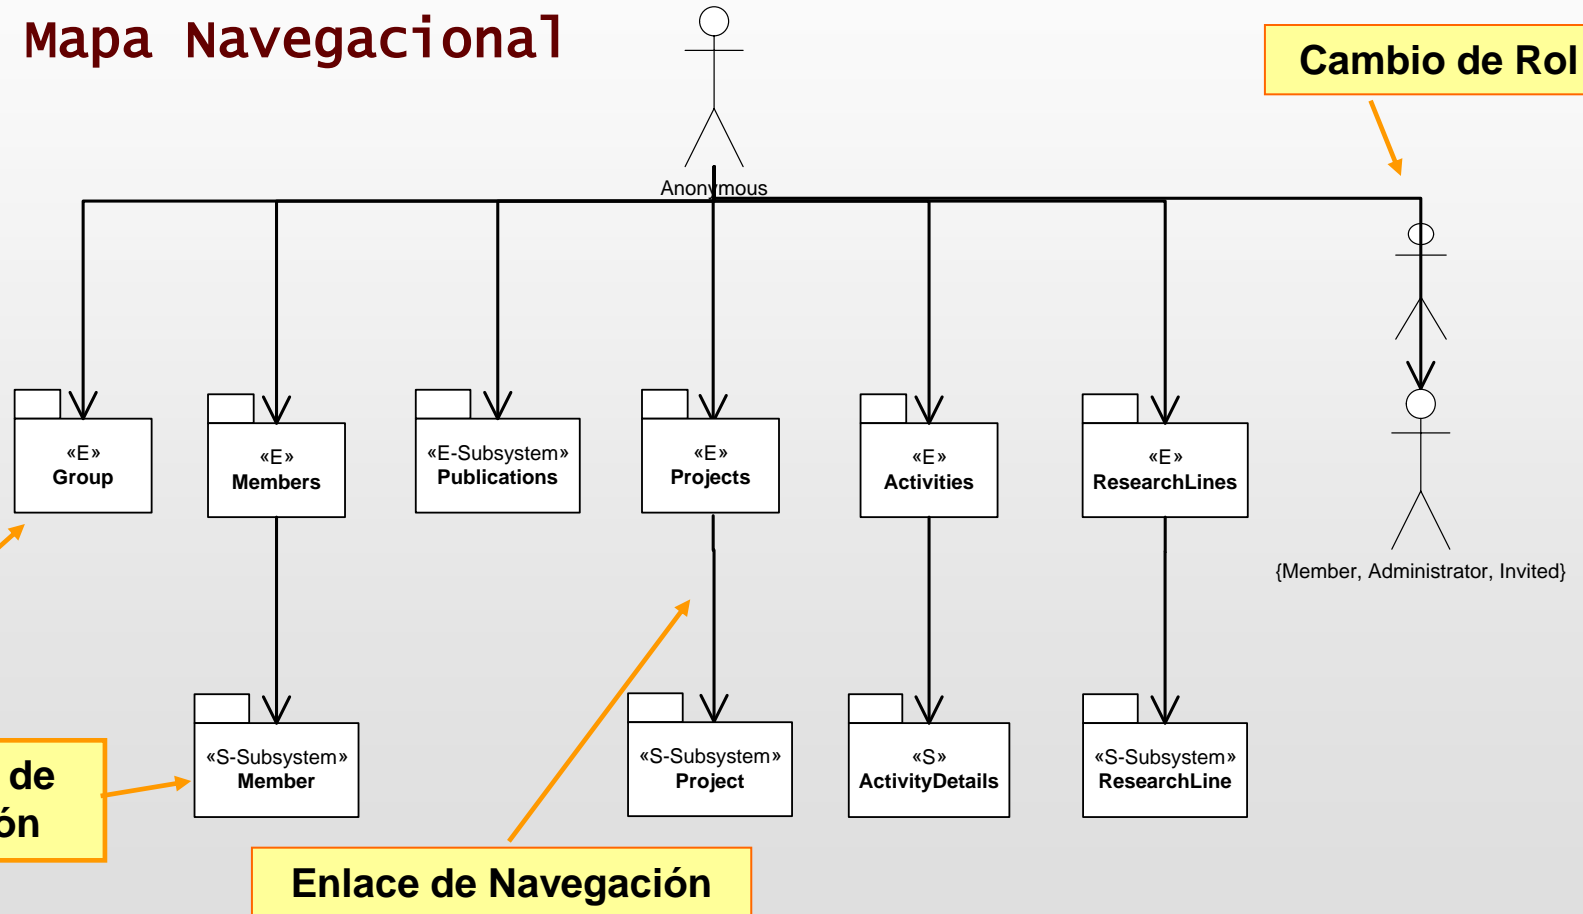 Mapa Navegacional
Cambio de Rol
Anonymous
«E»
Group
«E»
Members
«E-Subsystem»
Publications
«E»
Projects
«E»
Activities
«E»
ResearchLines
{Member, Administrator, Invited}
«S-Subsystem»
Member
«S-Subsystem»
Project
«S»
ActivityDetails
«S-Subsystem»
ResearchLine
de
ón
Enlace de Navegación